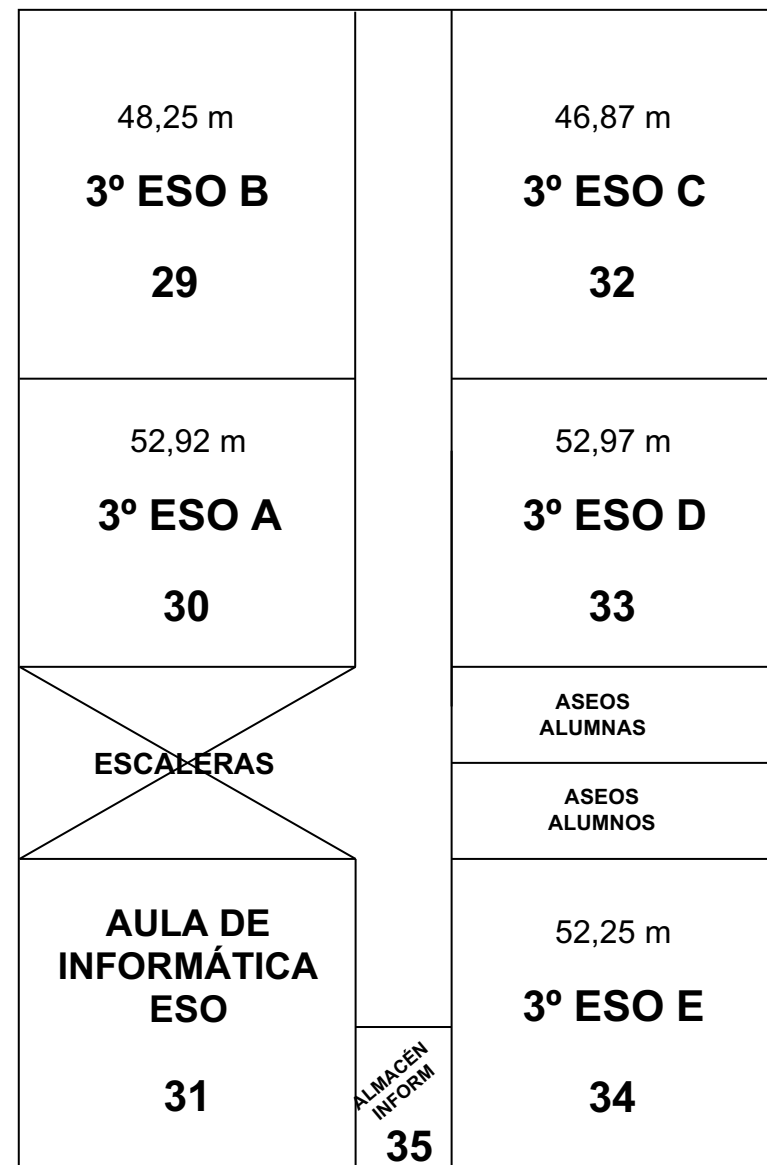 48,25 m
3º ESO B
29
46,87 m
3º ESO C
32
52,92 m
3º ESO A
30
52,97 m
3º ESO D
33
ESCALERAS
ASEOS
ALUMNAS
ASEOS
ALUMNOS
AULA DE
INFORMÁTICA
ESO
31
ALMACÉN
INFORM
35
52,25 m
3º ESO E
34